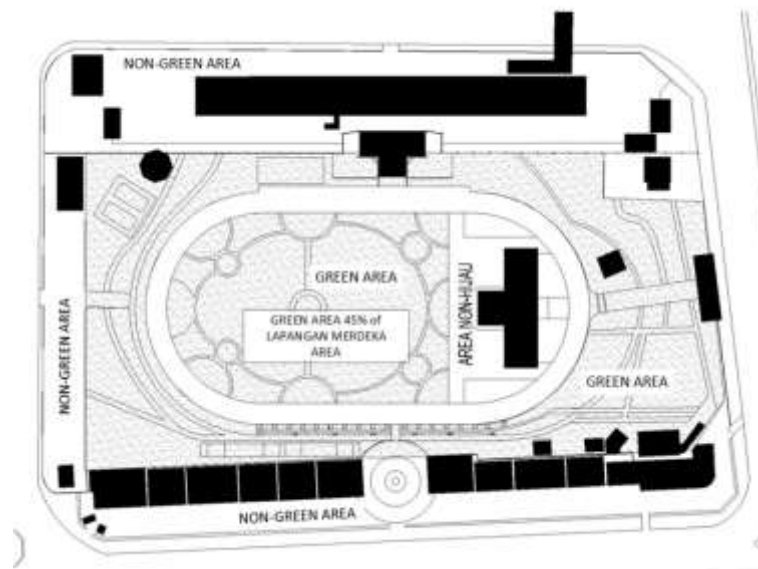 NON-GREEN AREA
GREEN AREA
GREEN AREA 45% of
LAPANGAN MERDEKA
AREA
AREA NON-HIJAU
NON-GREEN AREA
GREEN AREA
NON-GREEN AREA